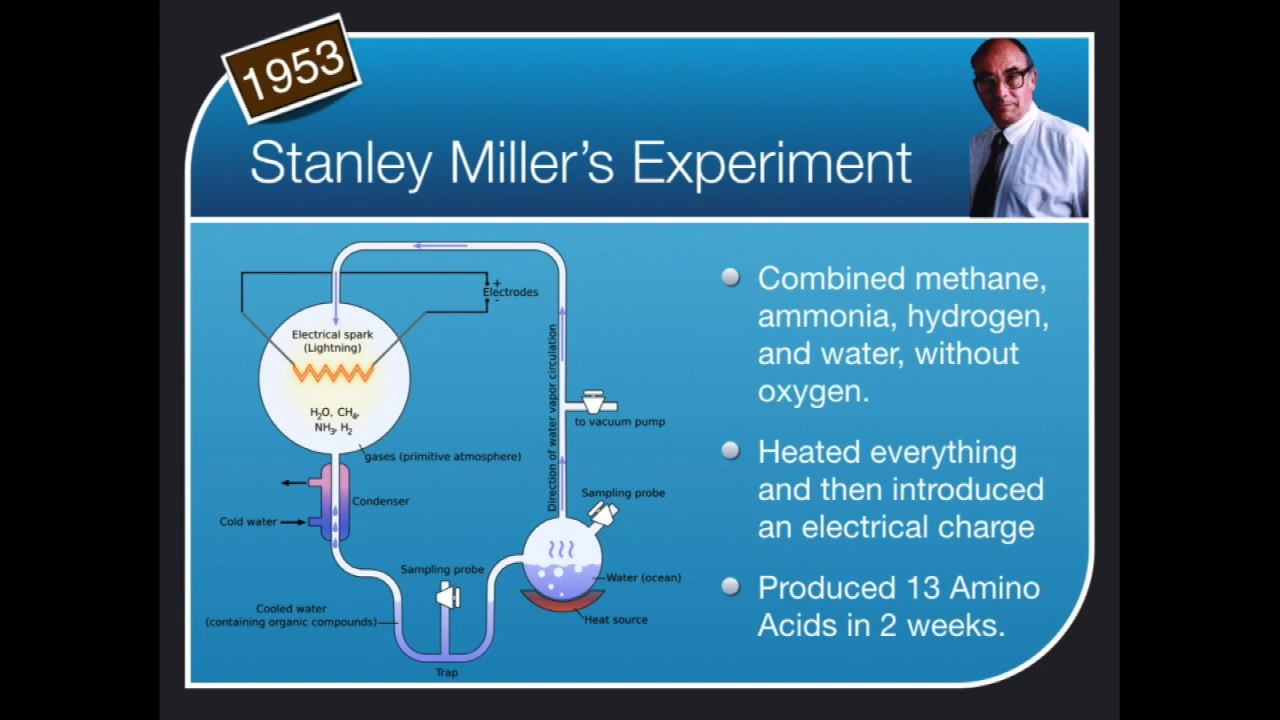 1953
Stanley Miller's Experiment
+
Electrodes
-
Electrical spark
(Lightning)
H₂O, CH₄,
NH₃, H₂
gases (primitive atmosphere)
Condenser
Cold water
Direction of water vapor circulation
to vacuum pump
Sampling probe
Sampling probe
Water (ocean)
Heat source
Cooled water
(containing organic compounds)
Trap
Combined methane,
ammonia, hydrogen,
and water, without
oxygen.
Heated everything
and then introduced
an electrical charge
Produced 13 Amino
Acids in 2 weeks.